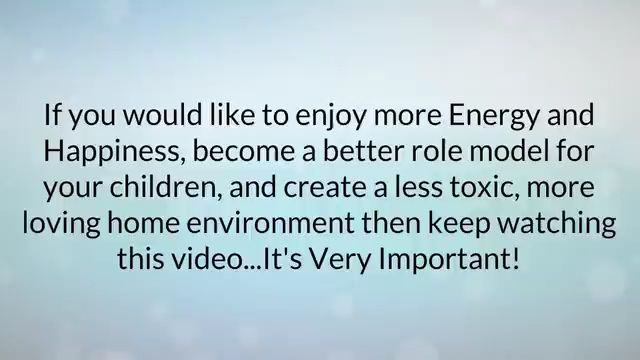 If you would like to enjoy more Energy and
Happiness, become a better role model for
your children, and create a less toxic, more
loving home environment then keep watching
this video...It's Very Important!